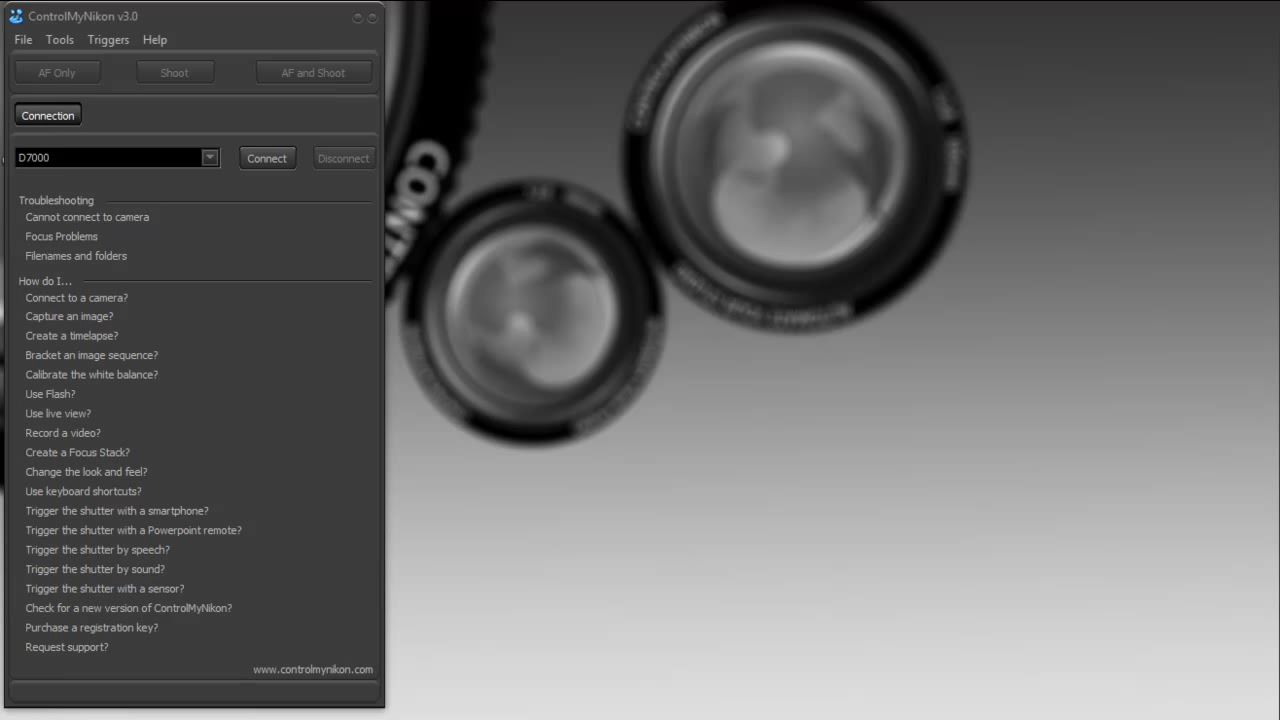 ControlMyNikon v3.0
File Tools Triggers Help
AF Only Shoot AF and Shoot
Connection
D7000 Connect Disconnect
Troubleshooting
Cannot connect to camera
Focus Problems
Filenames and folders
How do I...
Connect to a camera?
Capture an image?
Create a timelapse?
Bracket an image sequence?
Calibrate the white balance?
Use Flash?
Use live view?
Record a video?
Create a Focus Stack?
Change the look and feel?
Use keyboard shortcuts?
Trigger the shutter with a smartphone?
Trigger the shutter with a Powerpoint remote?
Trigger the shutter by speech?
Trigger the shutter by sound?
Trigger the shutter with a sensor?
Check for a new version of ControlMyNikon?
Purchase a registration key?
Request support?
www.controlmynikon.com
CONT